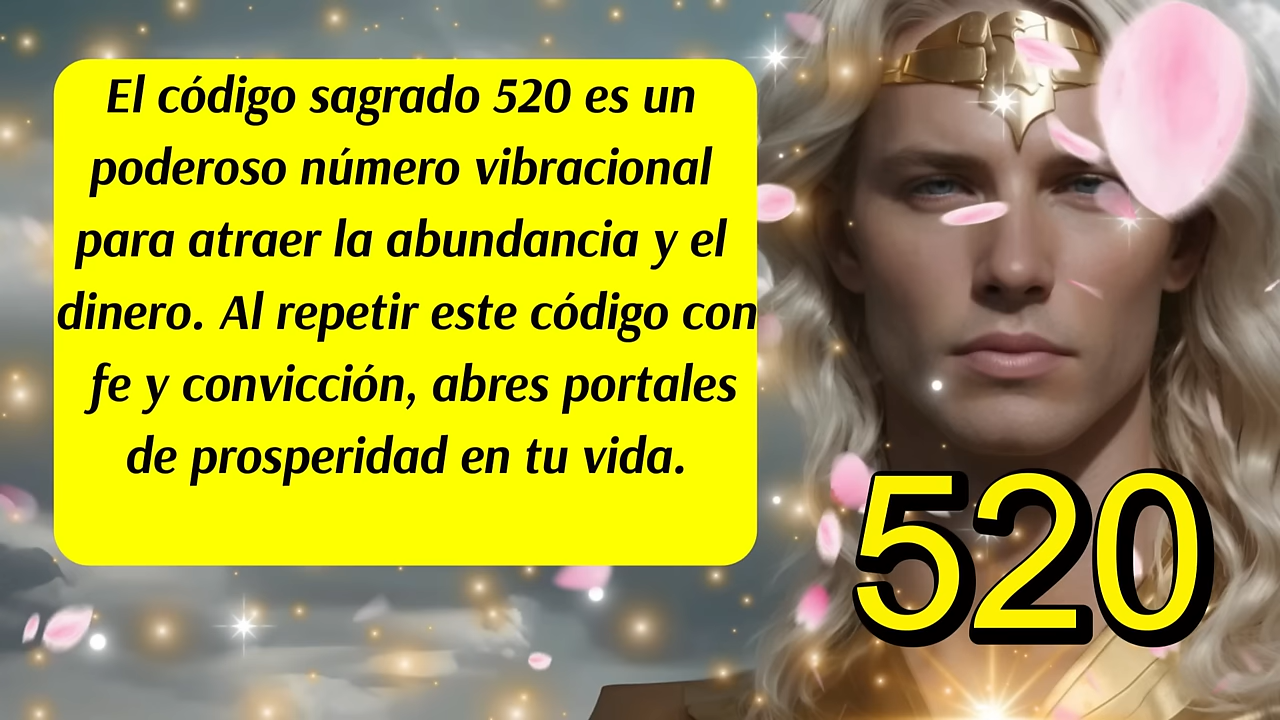 El código sagrado 520 es un
poderoso número vibracional
para atraer la abundancia y el
dinero. Al repetir este código con
fe y convicción, abres portales
de prosperidad en tu vida.
520